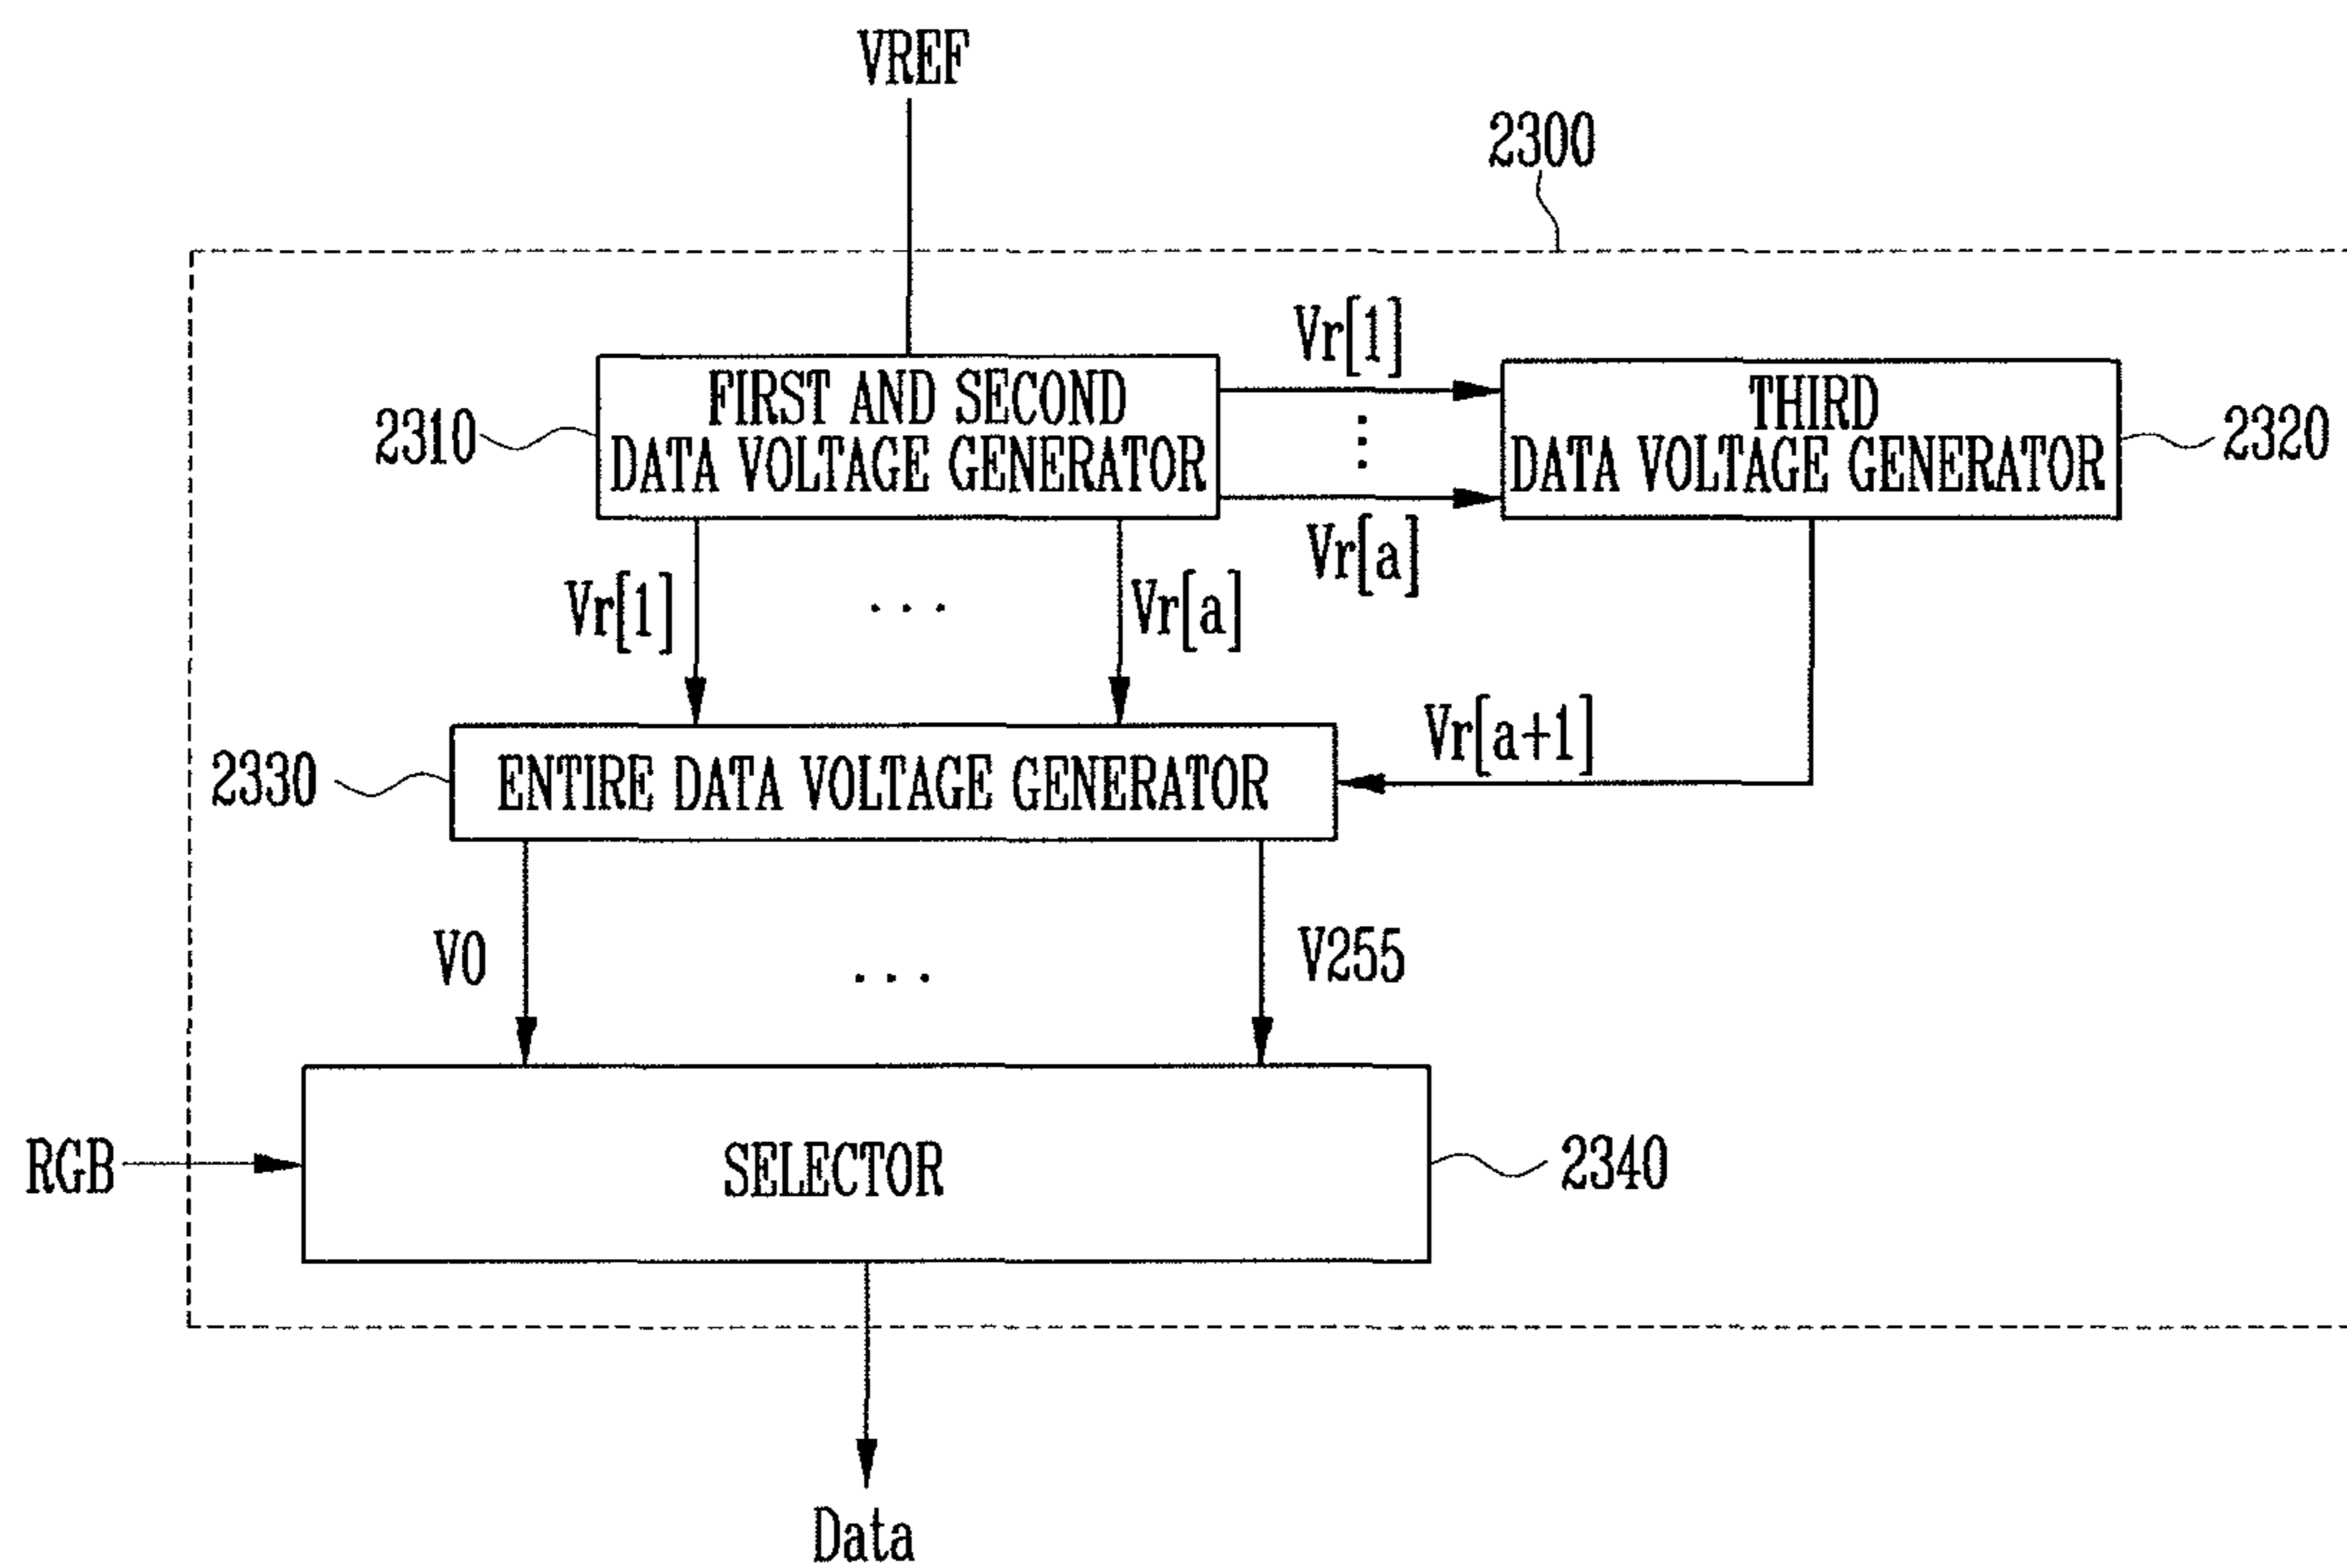 VREF
2300
Vr[1]
FIRST AND SECOND
DATA VOLTAGE GENERATOR
2310
THIRD
DATA VOLTAGE GENERATOR
2320
Vr[a]
Vr[1]
. . .
Vr[a]
Vr[a+1]
2330
ENTIRE DATA VOLTAGE GENERATOR
V0
. . .
V255
RGB
SELECTOR
2340
Data